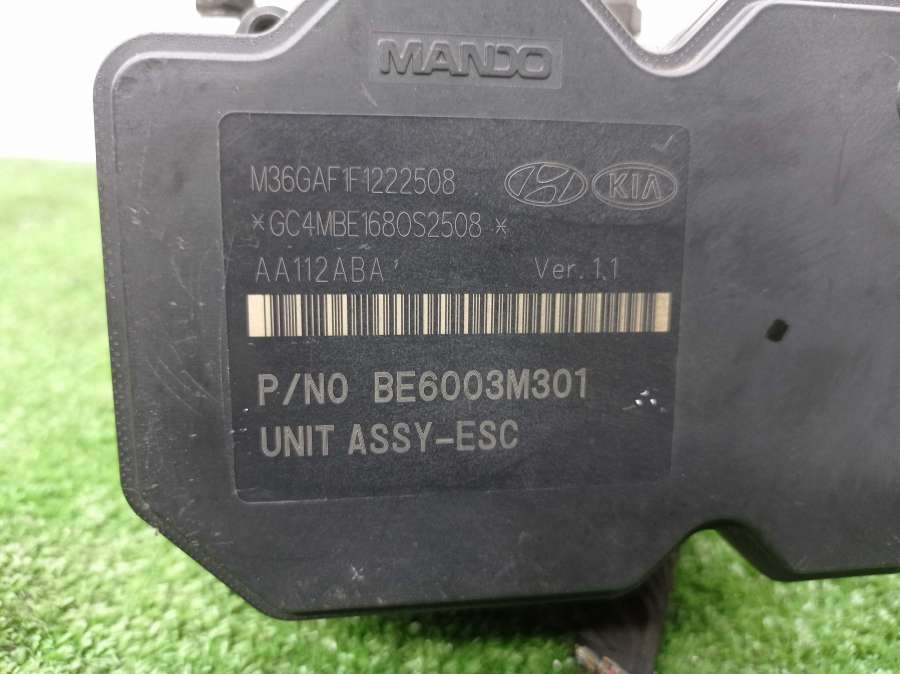 MANDO
M36GAF1F1222508
KIA
*GC4MBE1680S2508*
AA112ABA
Ver. 1.1
P/NO BE6003M301
UNIT ASSY-ESC